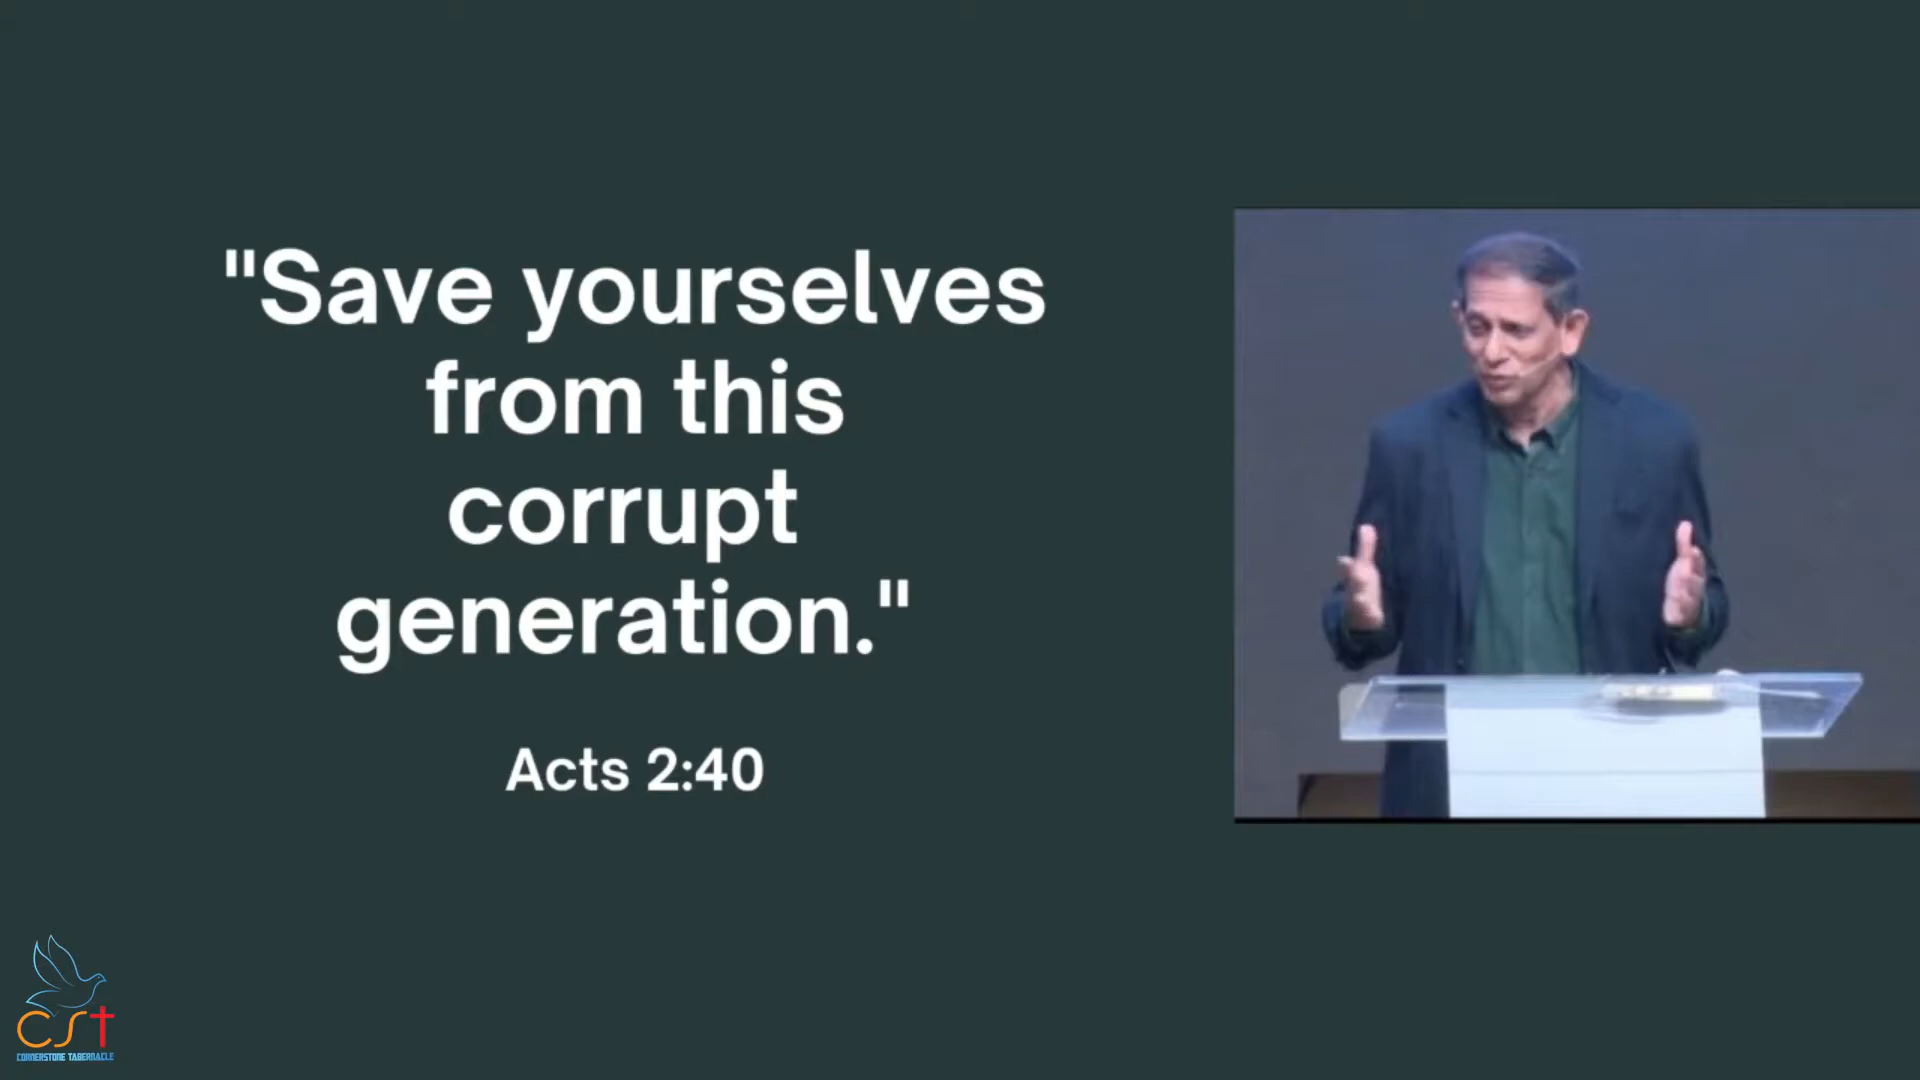 "Save yourselves
from this
corrupt
generation."
Acts 2:40
CST
CORNERSTONE TABERNACLE